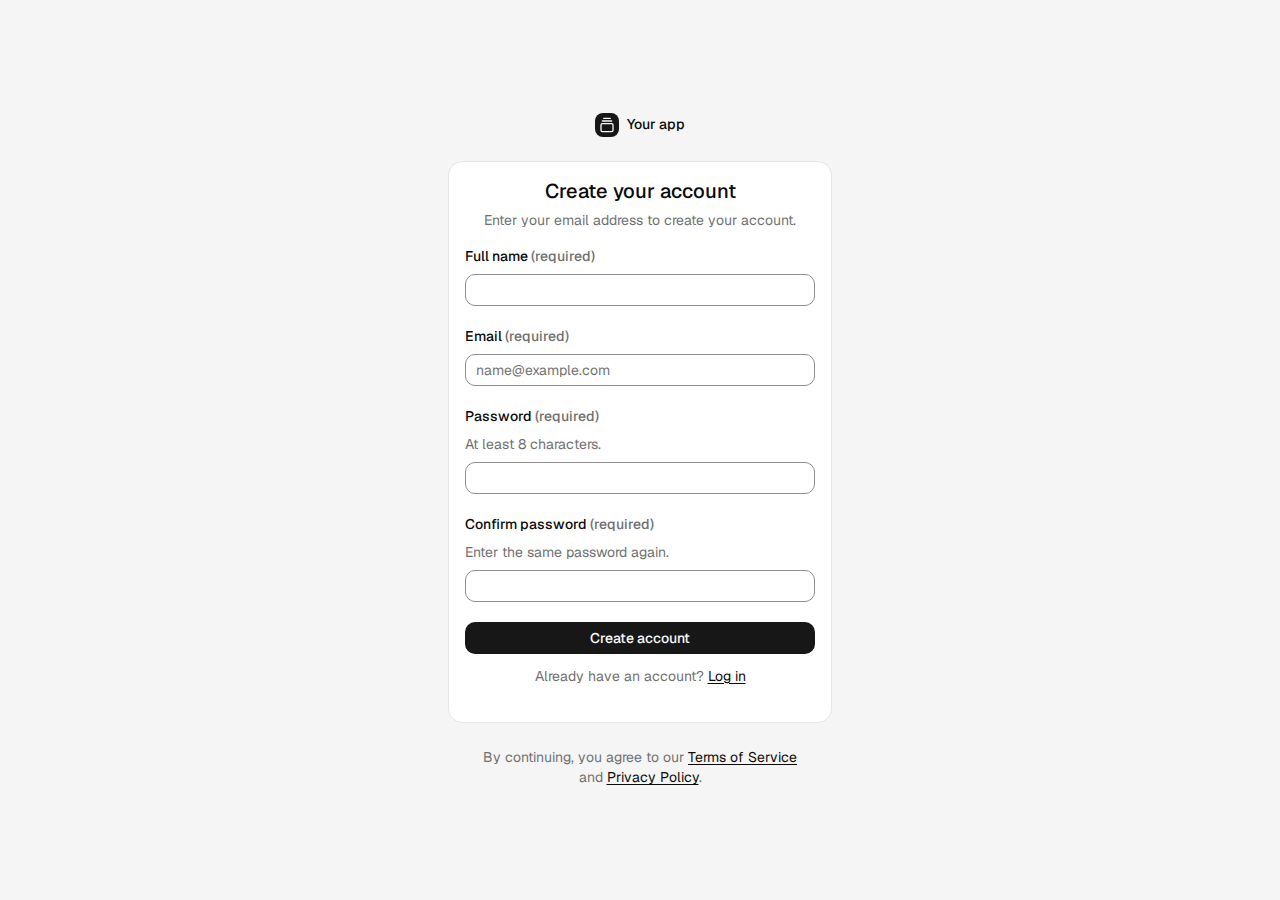 Your app
Create your account
Enter your email address to create your account.
Full name (required)
Email (required)
name@example.com
Password (required)
At least 8 characters.
Confirm password (required)
Enter the same password again.
Create account
Already have an account? Log in
By continuing, you agree to our Terms of Service
and Privacy Policy.